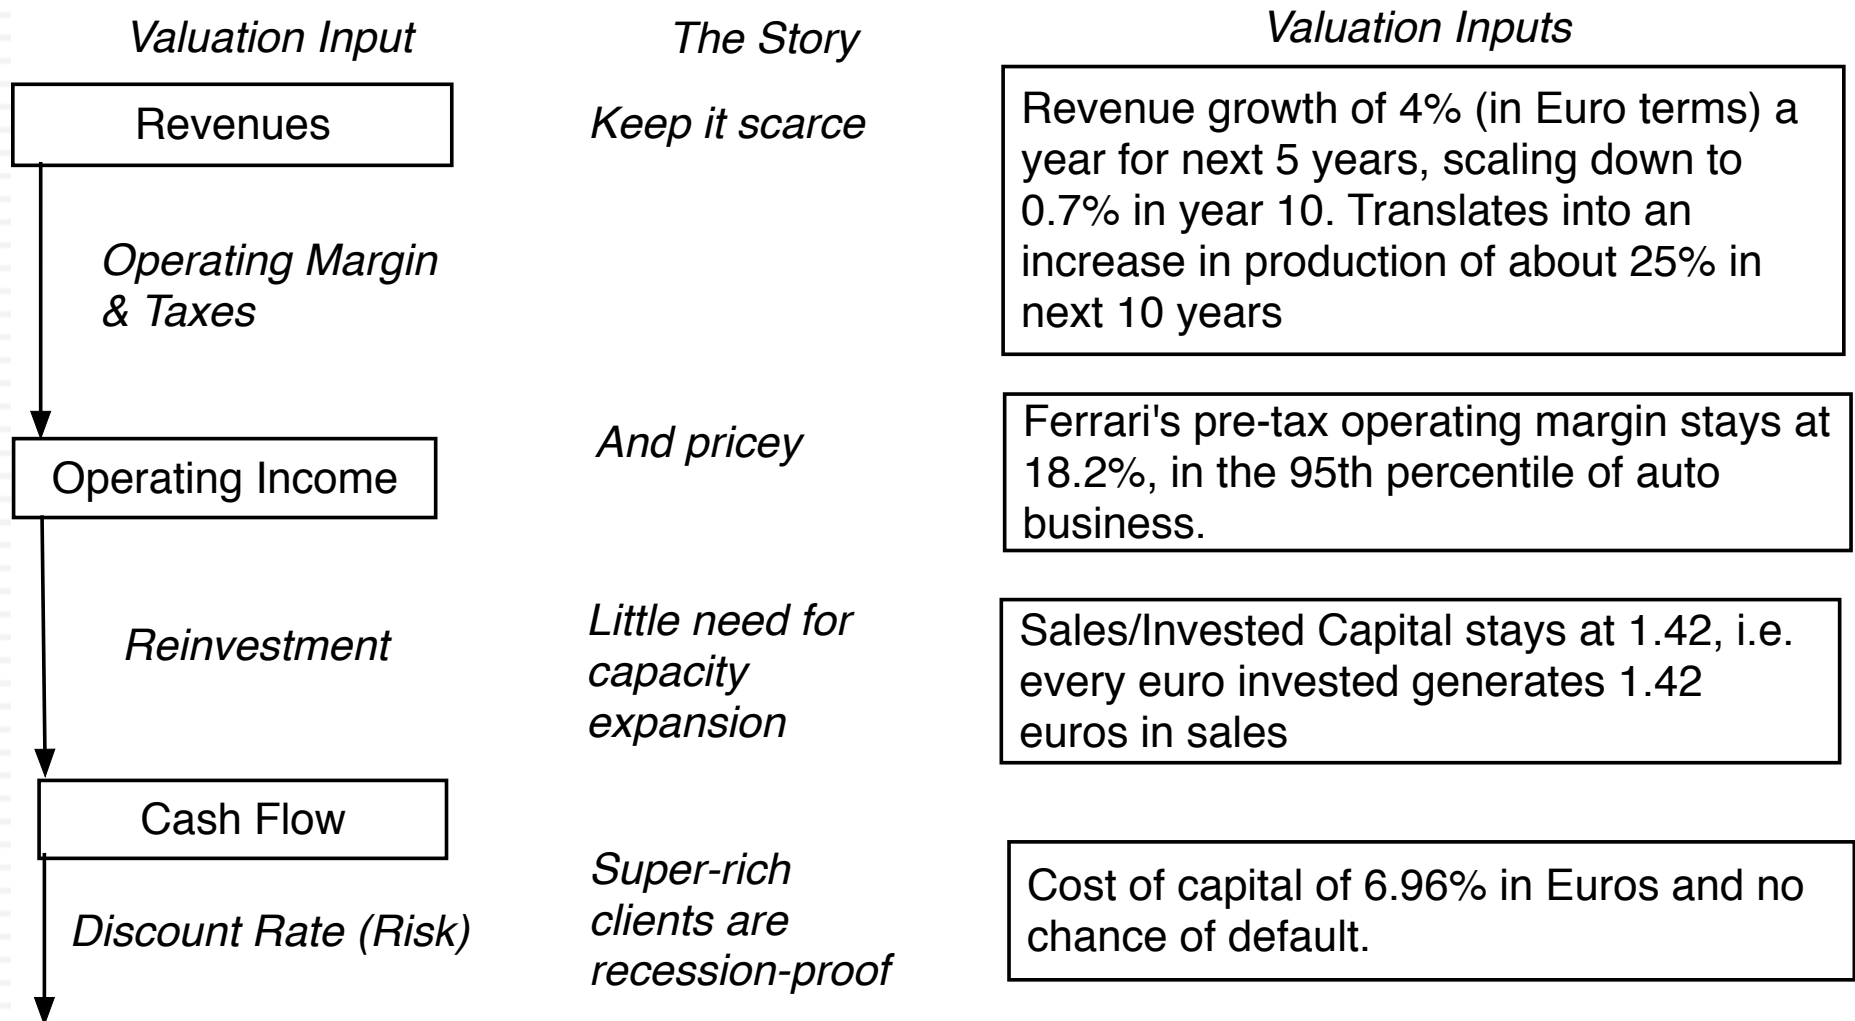 Valuation Input
The Story
Valuation Inputs
Revenues
Keep it scarce
Revenue growth of 4% (in Euro terms) a
year for next 5 years, scaling down to
0.7% in year 10. Translates into an
increase in production of about 25% in
next 10 years
Operating Margin
& Taxes
Operating Income
And pricey
Ferrari's pre-tax operating margin stays at
18.2%, in the 95th percentile of auto
business.
Reinvestment
Little need for
capacity
expansion
Sales/Invested Capital stays at 1.42, i.e.
every euro invested generates 1.42
euros in sales
Cash Flow
Discount Rate (Risk)
Super-rich
clients are
recession-proof
Cost of capital of 6.96% in Euros and no
chance of default.